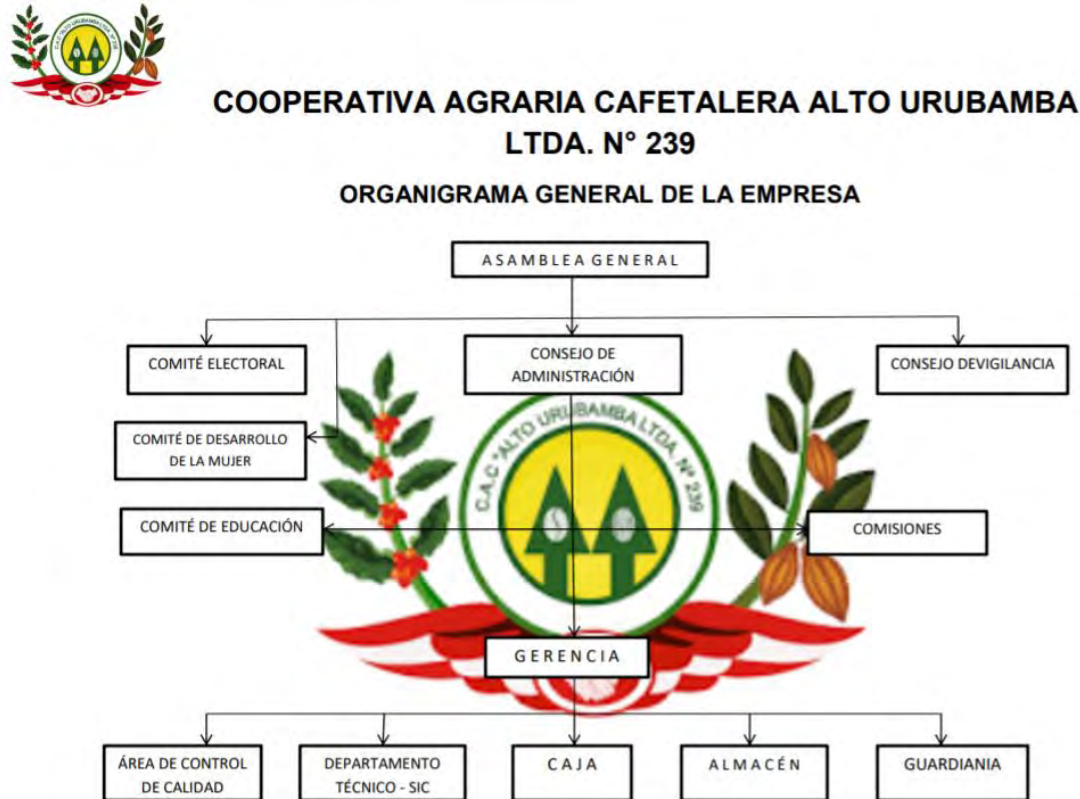 COOPERATIVA AGRARIA CAFETALERA ALTO URUBAMBA
LTDA. N° 239
ORGANIGRAMA GENERAL DE LA EMPRESA
ASAMBLEA GENERAL
COMITÉ ELECTORAL
CONSEJO DE
ADMINISTRACIÓN
CONSEJO DEVIGILANCIA
COMITÉ DE DESARROLLO
DE LA MUJER
C.A.C "ALTO URUBAMBA LTDA. Nº 239
COMITÉ DE EDUCACIÓN
COMISIONES
GERENCIA
ÁREA DE CONTROL
DE CALIDAD
DEPARTAMENTO
TÉCNICO - SIC
CAJA
ALMACÉN
GUARDIANIA